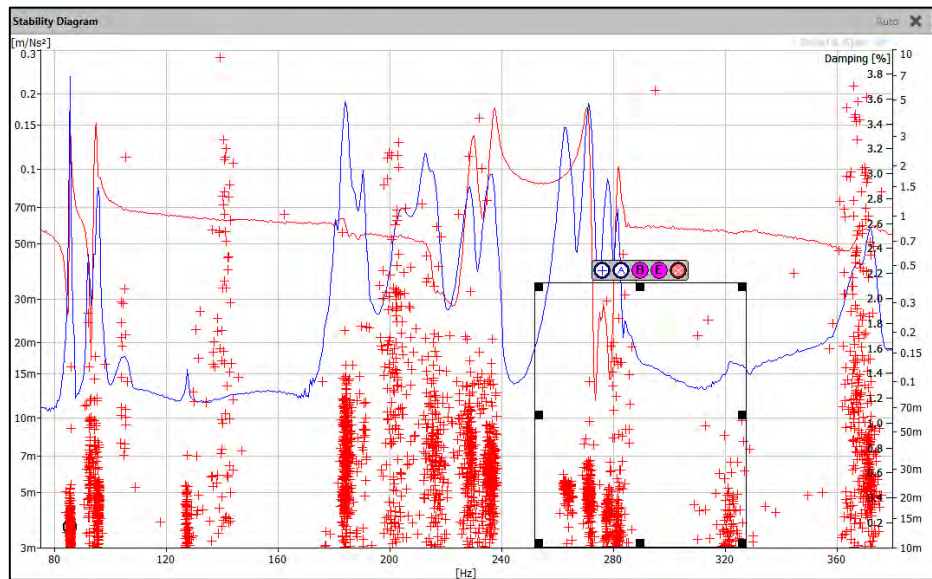 Stability Diagram
Auto
[m/Ns²]
Damping [%]
0.3
0.2
0.15
0.1
70m
50m
30m
20m
15m
10m
7m
5m
3m
80
120
160
200
240
280
320
360
[Hz]
3.8
3.6
3.4
3.2
3.0
2.8
2.6
2.4
2.2
2.0
1.8
1.6
1.4
1.2
1.0
0.8
0.6
0.4
0.2
10
7
5
3
2
1.5
1
0.7
0.5
0.3
0.2
0.15
0.1
70m
50m
30m
20m
15m
10m
A
B
E